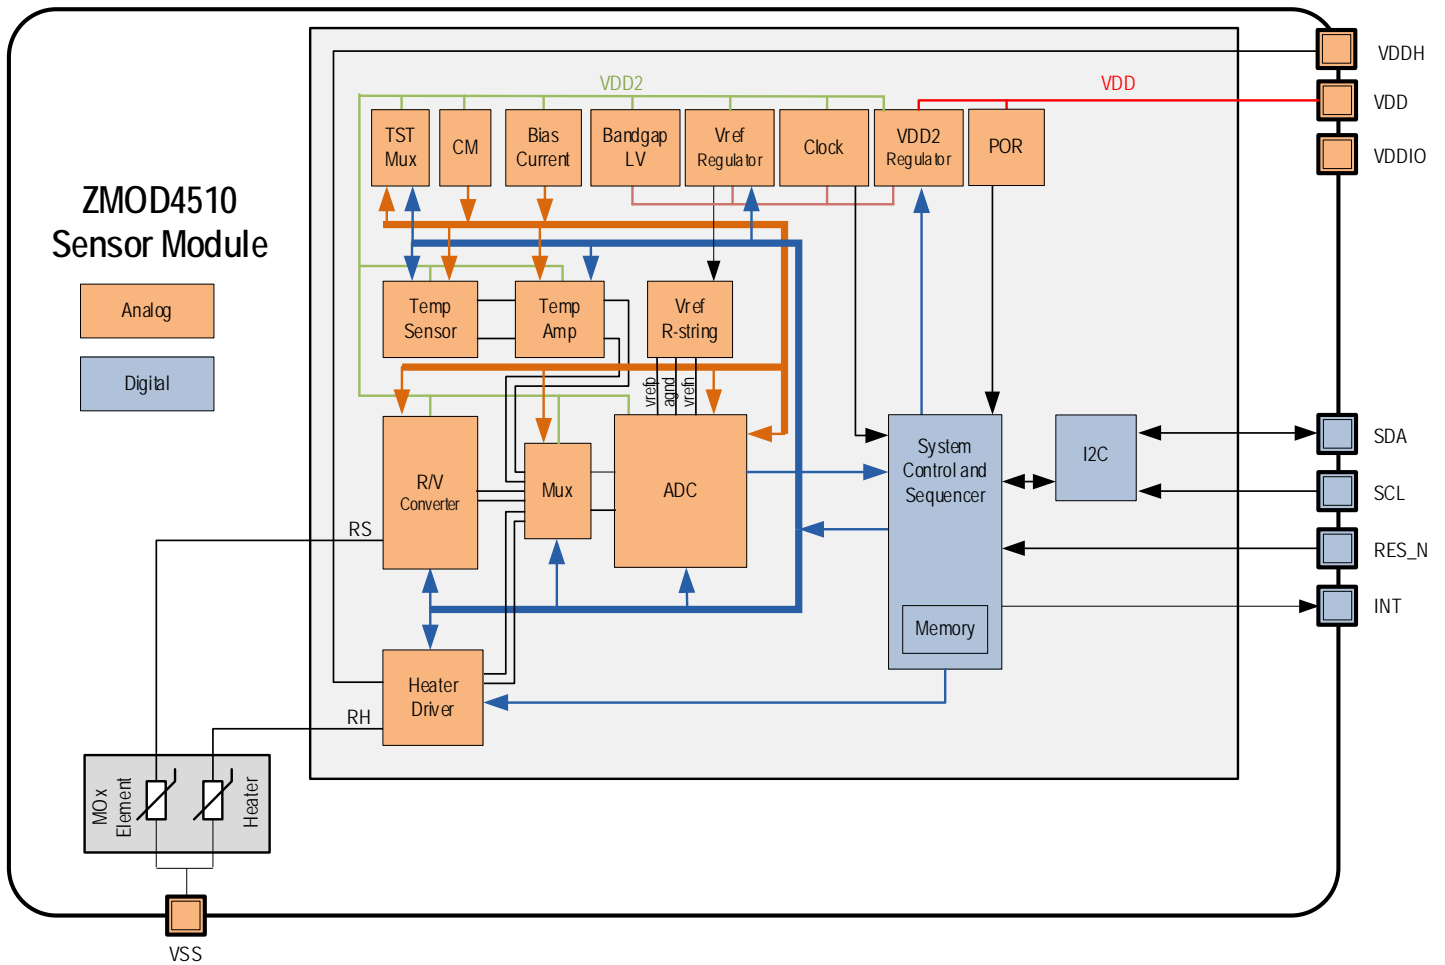 VDDH
VDD2
VDD
VDD
TST
Mux
CM
Bias
Current
Bandgap
LV
Vref
Regulator
Clock
VDD2
Regulator
POR
VDDIO
ZMOD4510
Sensor Module
Analog
Digital
Temp
Sensor
Temp
Amp
Vref
R-string
vrefp
agnd
vrefn
R/V
Converter
Mux
ADC
System
Control and
Sequencer
Memory
I2C
SDA
SCL
RES_N
INT
RS
Heater
Driver
RH
MOx
Element
Heater
VSS